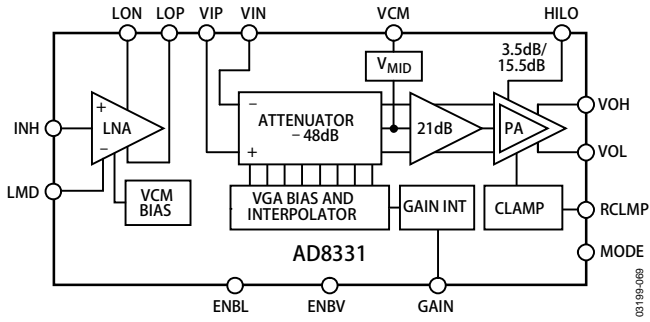 LON LOP VIP VIN VCM HILO
3.5dB/
15.5dB
VMID
+
LNA
–
–
ATTENUATOR
– 48dB
+
21dB
PA
INH
VOH
VOL
LMD
VCM
BIAS
VGA BIAS AND
INTERPOLATOR
GAIN INT
CLAMP
RCLMP
AD8331
MODE
ENBL ENBV GAIN
03199-069